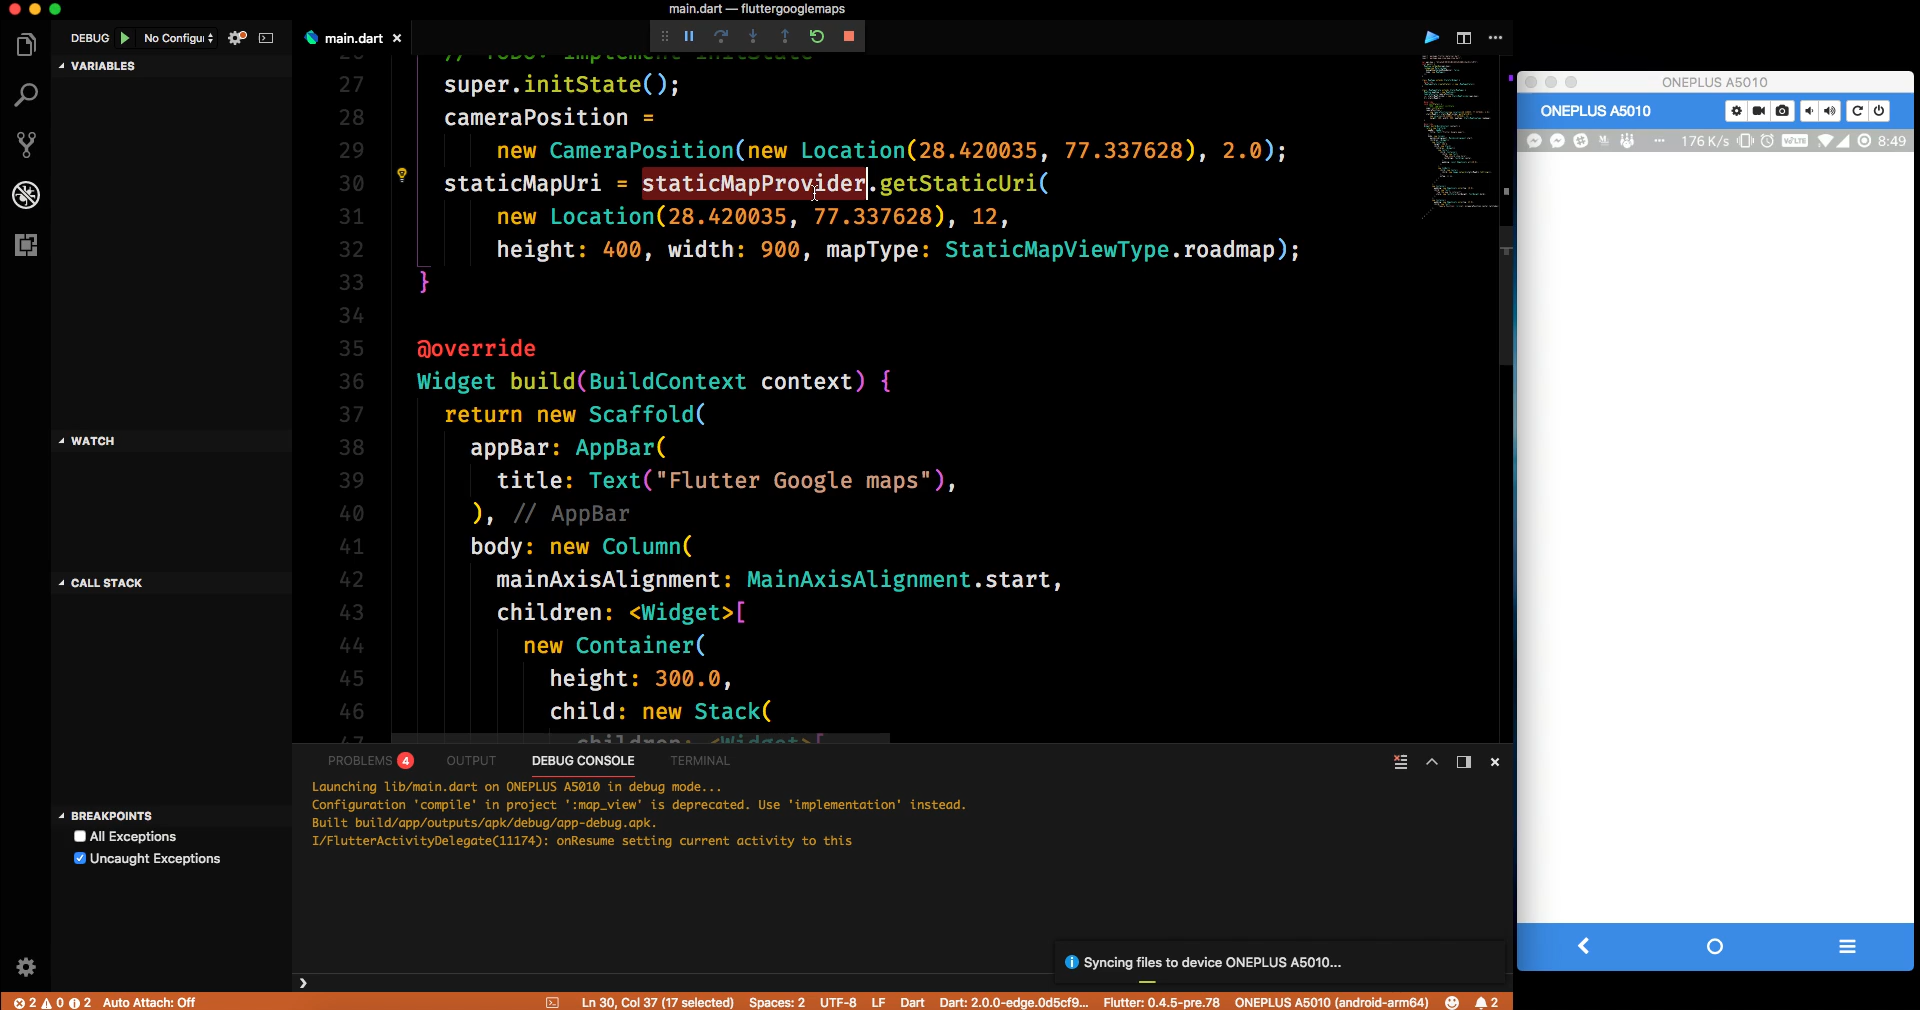 main.dart — fluttergooglemaps
DEBUG
No Configu
main.dart
VARIABLES
WATCH
CALL STACK
BREAKPOINTS
All Exceptions
Uncaught Exceptions
// TODO: implement initState
27 super.initState();
28 cameraPosition =
29 new CameraPosition(new Location(28.420035, 77.337628), 2.0);
30 staticMapUri = staticMapProvider.getStaticUri(
31 new Location(28.420035, 77.337628), 12,
32 height: 400, width: 900, mapType: StaticMapViewType.roadmap);
33 }
34
35 @override
36 Widget build(BuildContext context) {
37 return new Scaffold(
38 appBar: AppBar(
39 title: Text("Flutter Google maps"),
40 ), // AppBar
41 body: new Column(
42 mainAxisAlignment: MainAxisAlignment.start,
43 children: <Widget>[
44 new Container(
45 height: 300.0,
46 child: new Stack(
47 children: <Widget>[
PROBLEMS 4 OUTPUT DEBUG CONSOLE TERMINAL
Launching lib/main.dart on ONEPLUS A5010 in debug mode...
Configuration 'compile' in project ':map_view' is deprecated. Use 'implementation' instead.
Built build/app/outputs/apk/debug/app-debug.apk.
I/FlutterActivityDelegate(11174): onResume setting current activity to this
Syncing files to device ONEPLUS A5010...
2 0 2 Auto Attach: Off
Ln 30, Col 37 (17 selected) Spaces: 2 UTF-8 LF Dart Dart: 2.0.0-edge.0d5cf9... Flutter: 0.4.5-pre.78 ONEPLUS A5010 (android-arm64) 2
ONEPLUS A5010
ONEPLUS A5010
176 K/s VoLTE 8:49